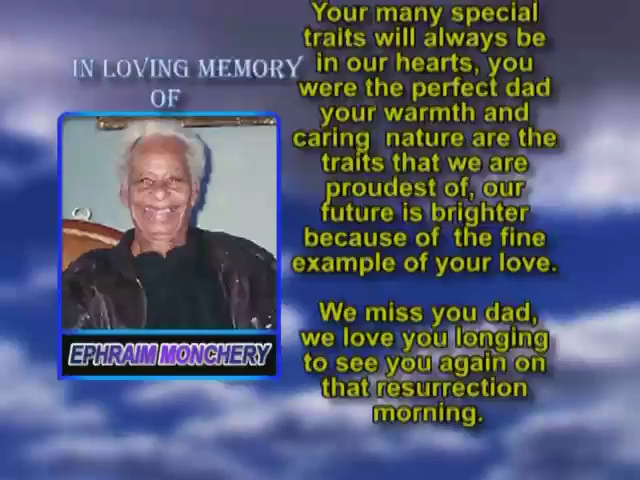 IN LOVING MEMORY
OF
EPHRAIM MONCHERY
Your many special
traits will always be
in our hearts, you
were the perfect dad
your warmth and
caring nature are the
traits that we are
proudest of, our
future is brighter
because of the fine
example of your love.
We miss you dad,
we love you longing
to see you again on
that resurrection
morning.